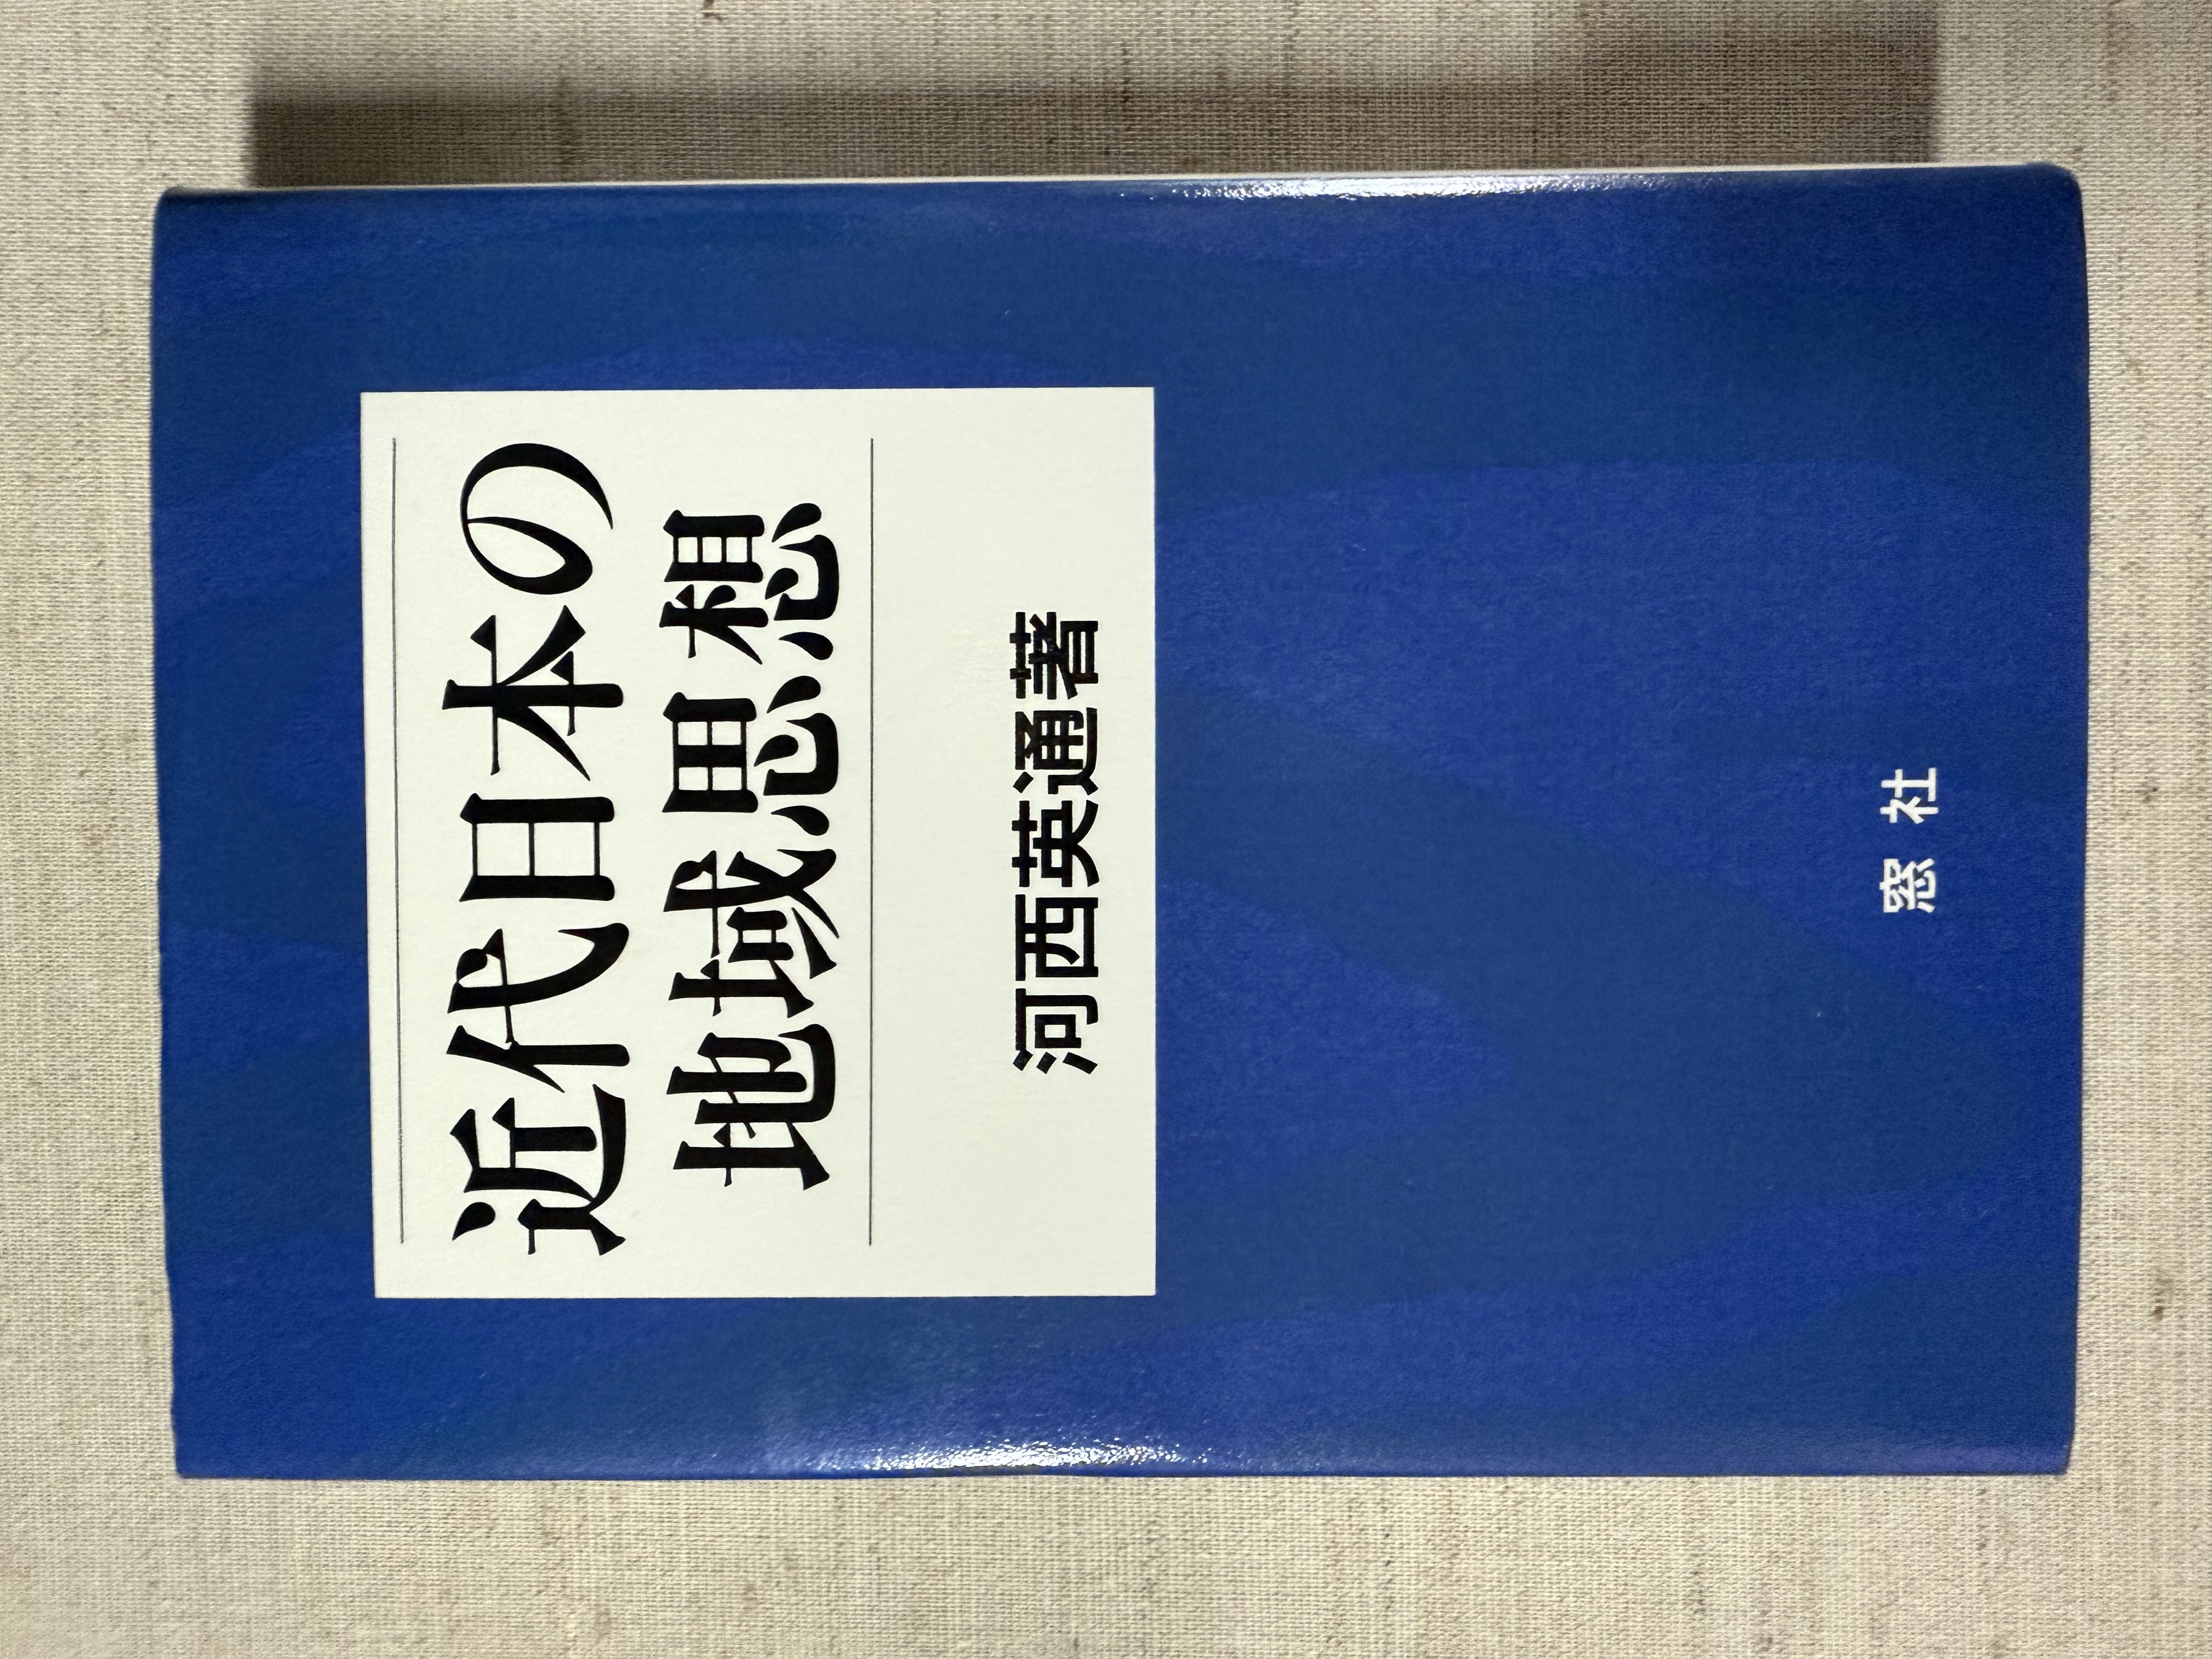 近代日本の
地域思想
河西英通著
窓社